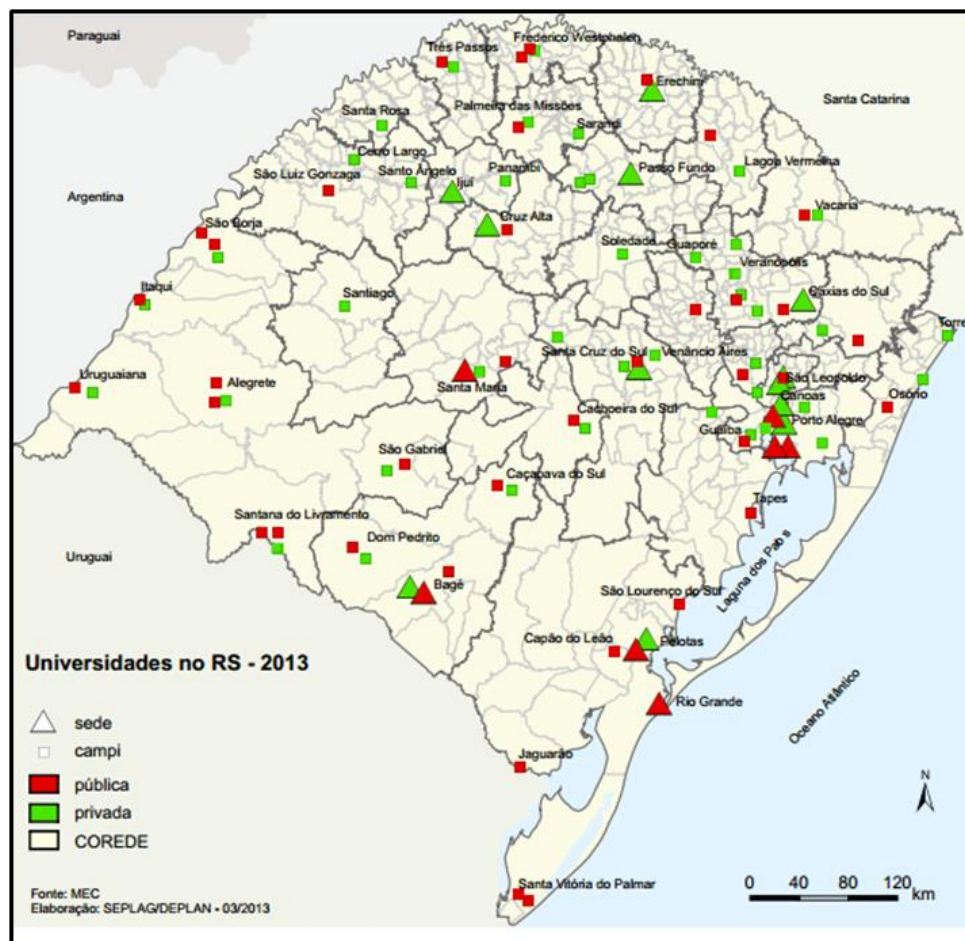 Paraguai
Frederico Westphalen
Três Passos
Erechim
Santa Catarina
Santa Rosa
Palmeira das Missões
Sarandi
Cerro Largo
Lagoa Vermelha
Argentina
São Luiz Gonzaga
Santo Ângelo
Panambi
Passo Fundo
Ijuí
Vacaria
São Borja
Cruz Alta
Soledade
Guaporé
Veranópolis
Itaqui
Santiago
Caxias do Sul
Torre
Santa Cruz do Sul
Venâncio Aires
Uruguaiana
Alegrete
Santa Maria
São Leopoldo
Canoas
Osório
Cachoeira do Sul
Guaíba
Porto Alegre
São Gabriel
Caçapava do Sul
Tapes
Santana do Livramento
Dom Pedrito
Uruguai
Laguna dos Pab s
Bagé
São Lourenço do Sul
Capão do Leão
Pelotas
Universidades no RS - 2013
Rio Grande
Oceano Atlântico
sede
campi
Jaguarão
pública
privada
N
COREDE
Santa Vitória do Palmar
0 40 80 120
km
Fonte: MEC
Elaboração: SEPLAG/DEPLAN - 03/2013